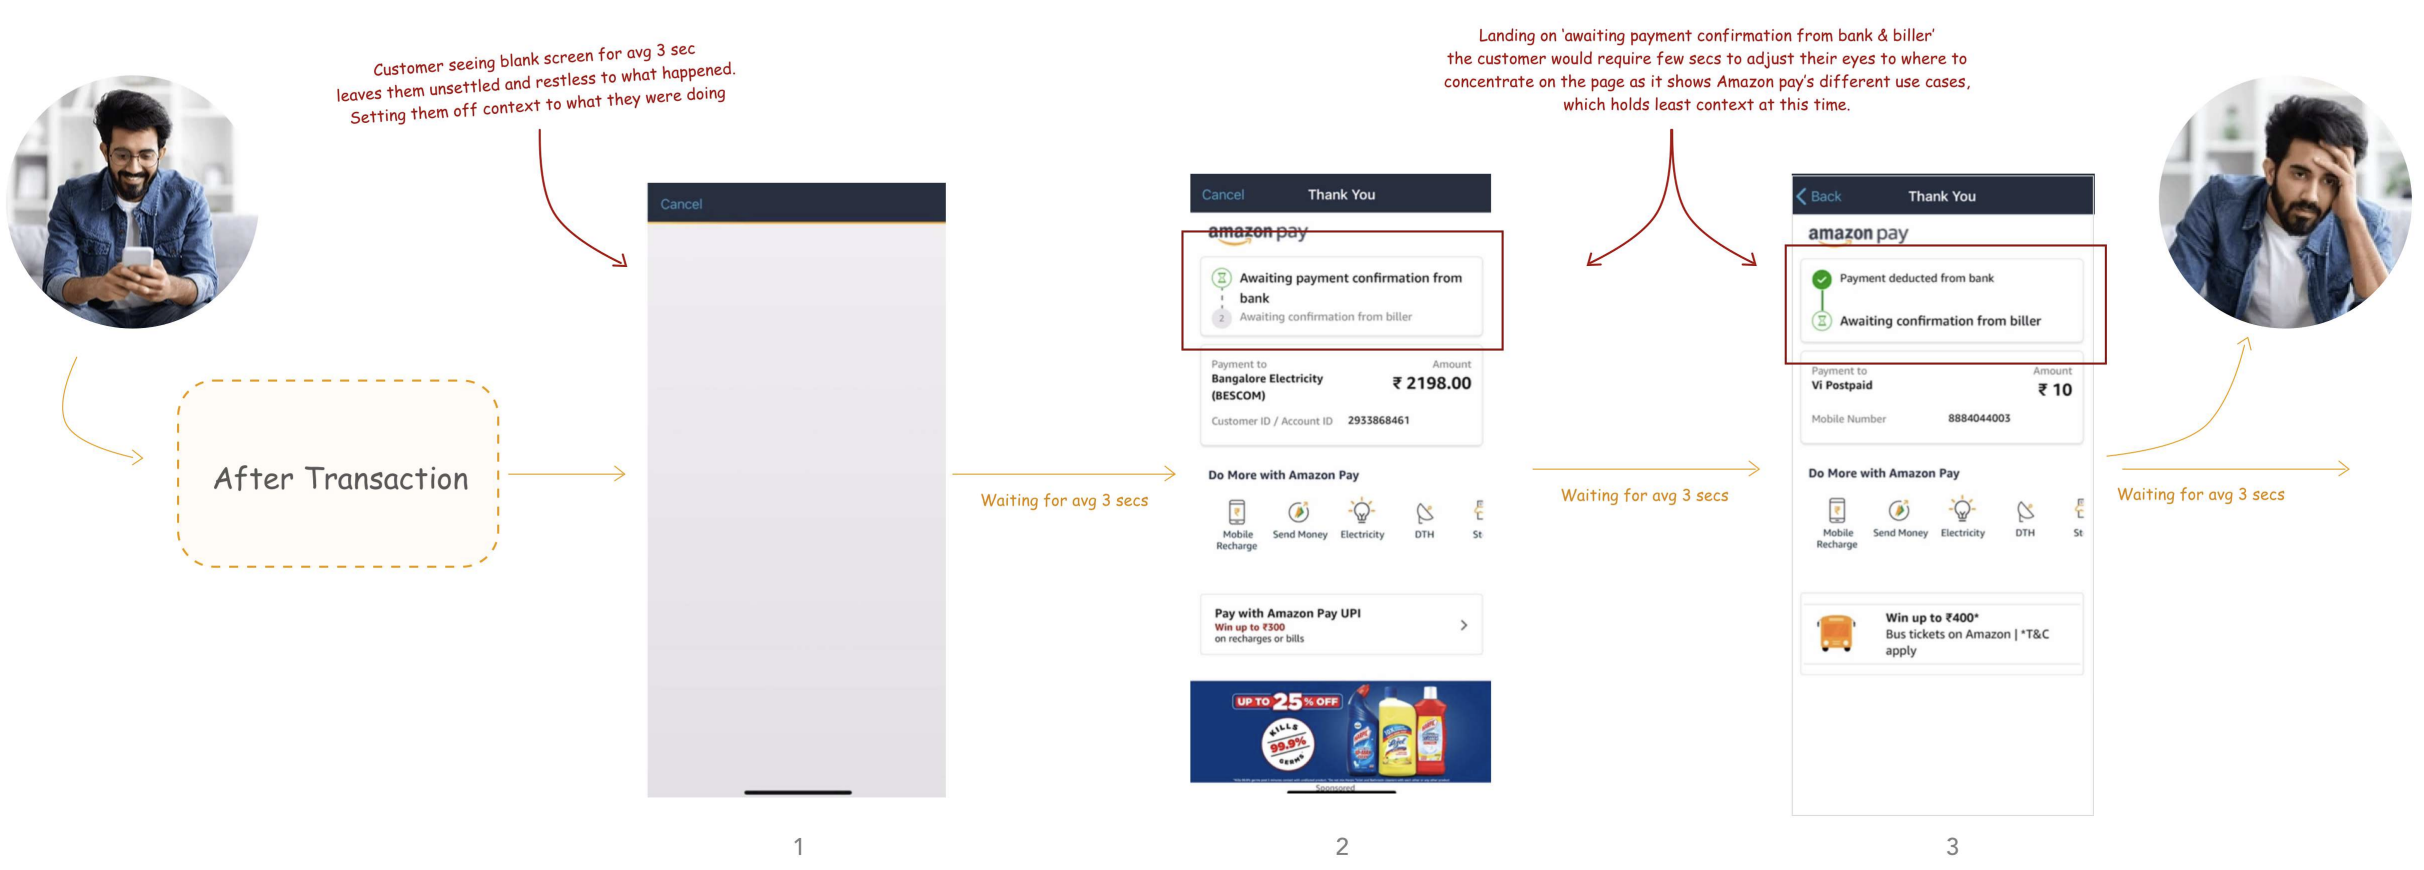 Customer seeing blank screen for avg 3 sec
leaves them unsettled and restless to what happened.
Setting them off context to what they were doing
Landing on ‘awaiting payment confirmation from bank & biller’
the customer would require few secs to adjust their eyes to where to
concentrate on the page as it shows Amazon pay’s different use cases,
which holds least context at this time.
After Transaction
Cancel
1
Waiting for avg 3 secs
Cancel
Thank You
amazon pay
Awaiting payment confirmation from
bank
2 Awaiting confirmation from biller
Payment to
Amount
Bangalore Electricity
(BESCOM)
₹ 2198.00
Customer ID / Account ID 2933868461
Do More with Amazon Pay
Mobile
Recharge
Send Money
Electricity
DTH
St
Pay with Amazon Pay UPI
Win up to ₹300
on recharges or bills
UP TO 25% OFF
KILLS
99.9%
GERMS
HARPIC
Lizol
Sponsored
2
Waiting for avg 3 secs
Back
Thank You
amazon pay
Payment deducted from bank
Awaiting confirmation from biller
Payment to
Amount
Vi Postpaid
₹ 10
Mobile Number 8884044003
Do More with Amazon Pay
Mobile
Recharge
Send Money
Electricity
DTH
St
Win up to ₹400*
Bus tickets on Amazon | *T&C
apply
3
Waiting for avg 3 secs